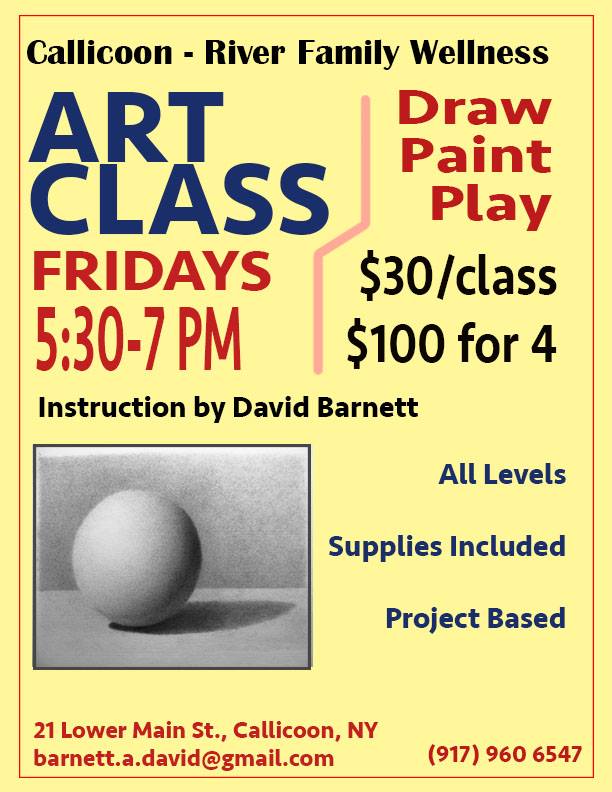 Callicoon - River Family Wellness
ART
CLASS
FRIDAYS
5:30-7 PM
Draw
Paint
Play
$30/class
$100 for 4
Instruction by David Barnett
All Levels
Supplies Included
Project Based
21 Lower Main St., Callicoon, NY
barnett.a.david@gmail.com
(917) 960 6547